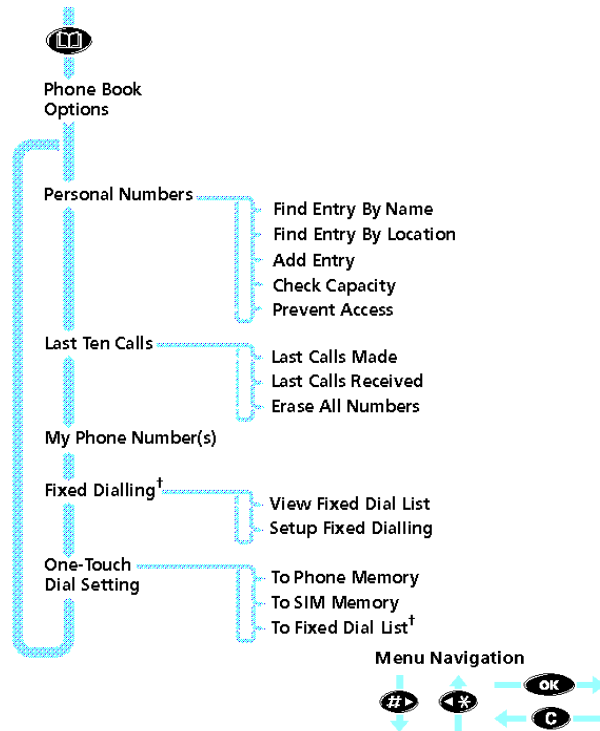 Phone Book
Options
Personal Numbers
Find Entry By Name
Find Entry By Location
Add Entry
Check Capacity
Prevent Access
Last Ten Calls
Last Calls Made
Last Calls Received
Erase All Numbers
My Phone Number(s)
Fixed Dialling†
View Fixed Dial List
Setup Fixed Dialling
One-Touch
Dial Setting
To Phone Memory
To SIM Memory
To Fixed Dial List†
Menu Navigation
#▶ ◀* OK
C